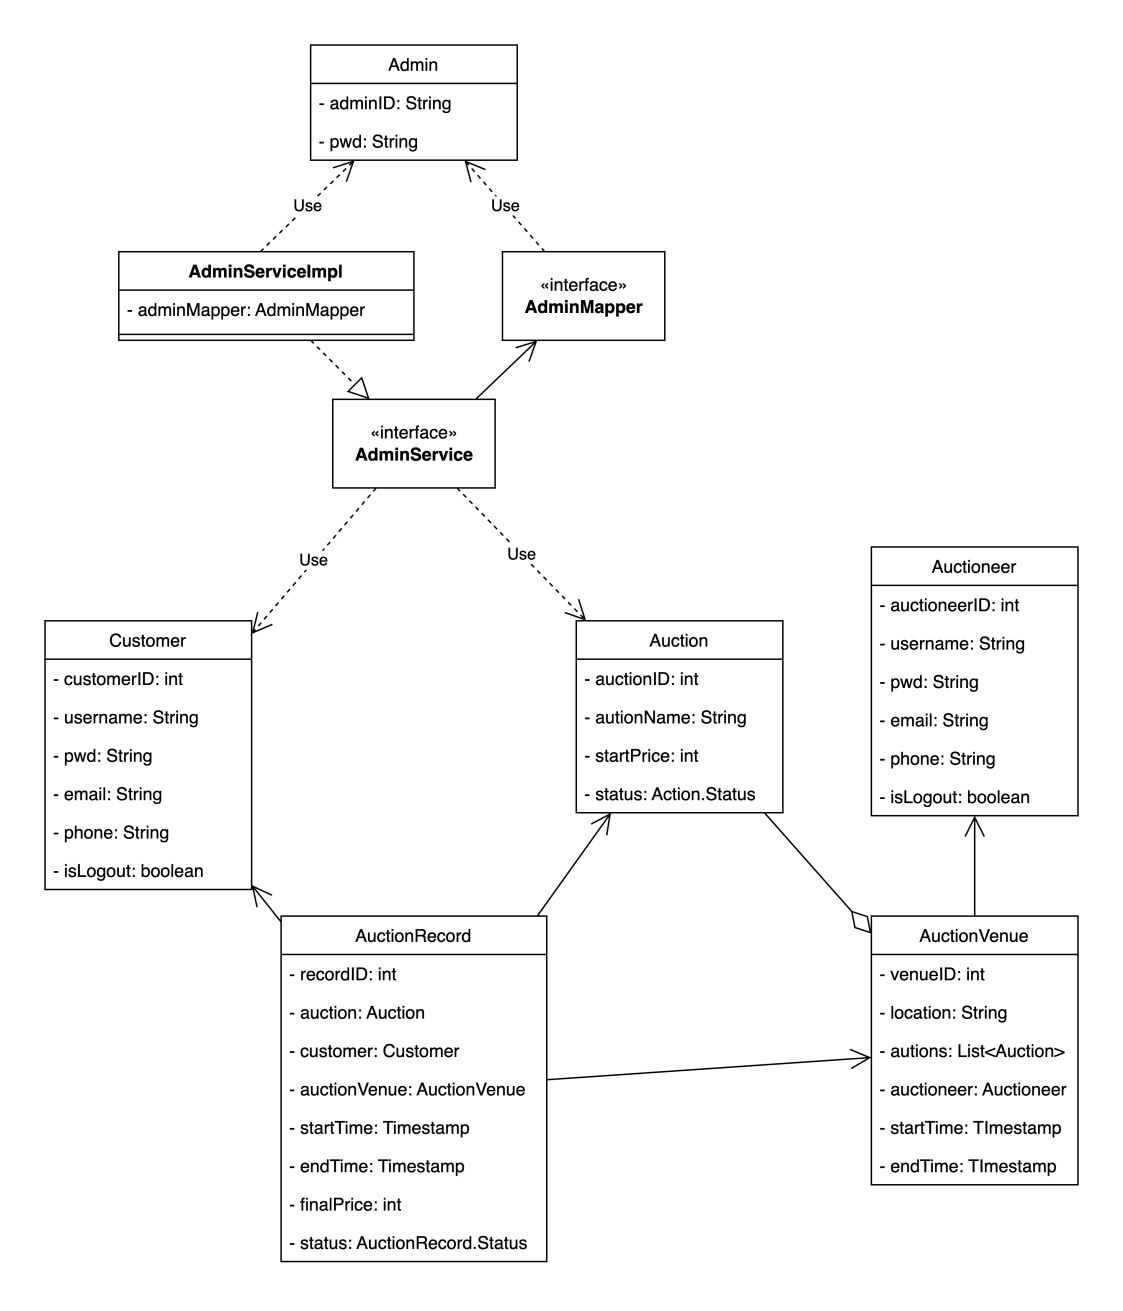 Admin
- adminID: String
- pwd: String
Use
Use
AdminServiceImpl
- adminMapper: AdminMapper
«interface»
AdminMapper
«interface»
AdminService
Use
Use
Customer
- customerID: int
- username: String
- pwd: String
- email: String
- phone: String
- isLogout: boolean
Auction
- auctionID: int
- autionName: String
- startPrice: int
- status: Action.Status
Auctioneer
- auctioneerID: int
- username: String
- pwd: String
- email: String
- phone: String
- isLogout: boolean
AuctionRecord
- recordID: int
- auction: Auction
- customer: Customer
- auctionVenue: AuctionVenue
- startTime: Timestamp
- endTime: Timestamp
- finalPrice: int
- status: AuctionRecord.Status
AuctionVenue
- venueID: int
- location: String
- autions: List<Auction>
- auctioneer: Auctioneer
- startTime: TImestamp
- endTime: TImestamp